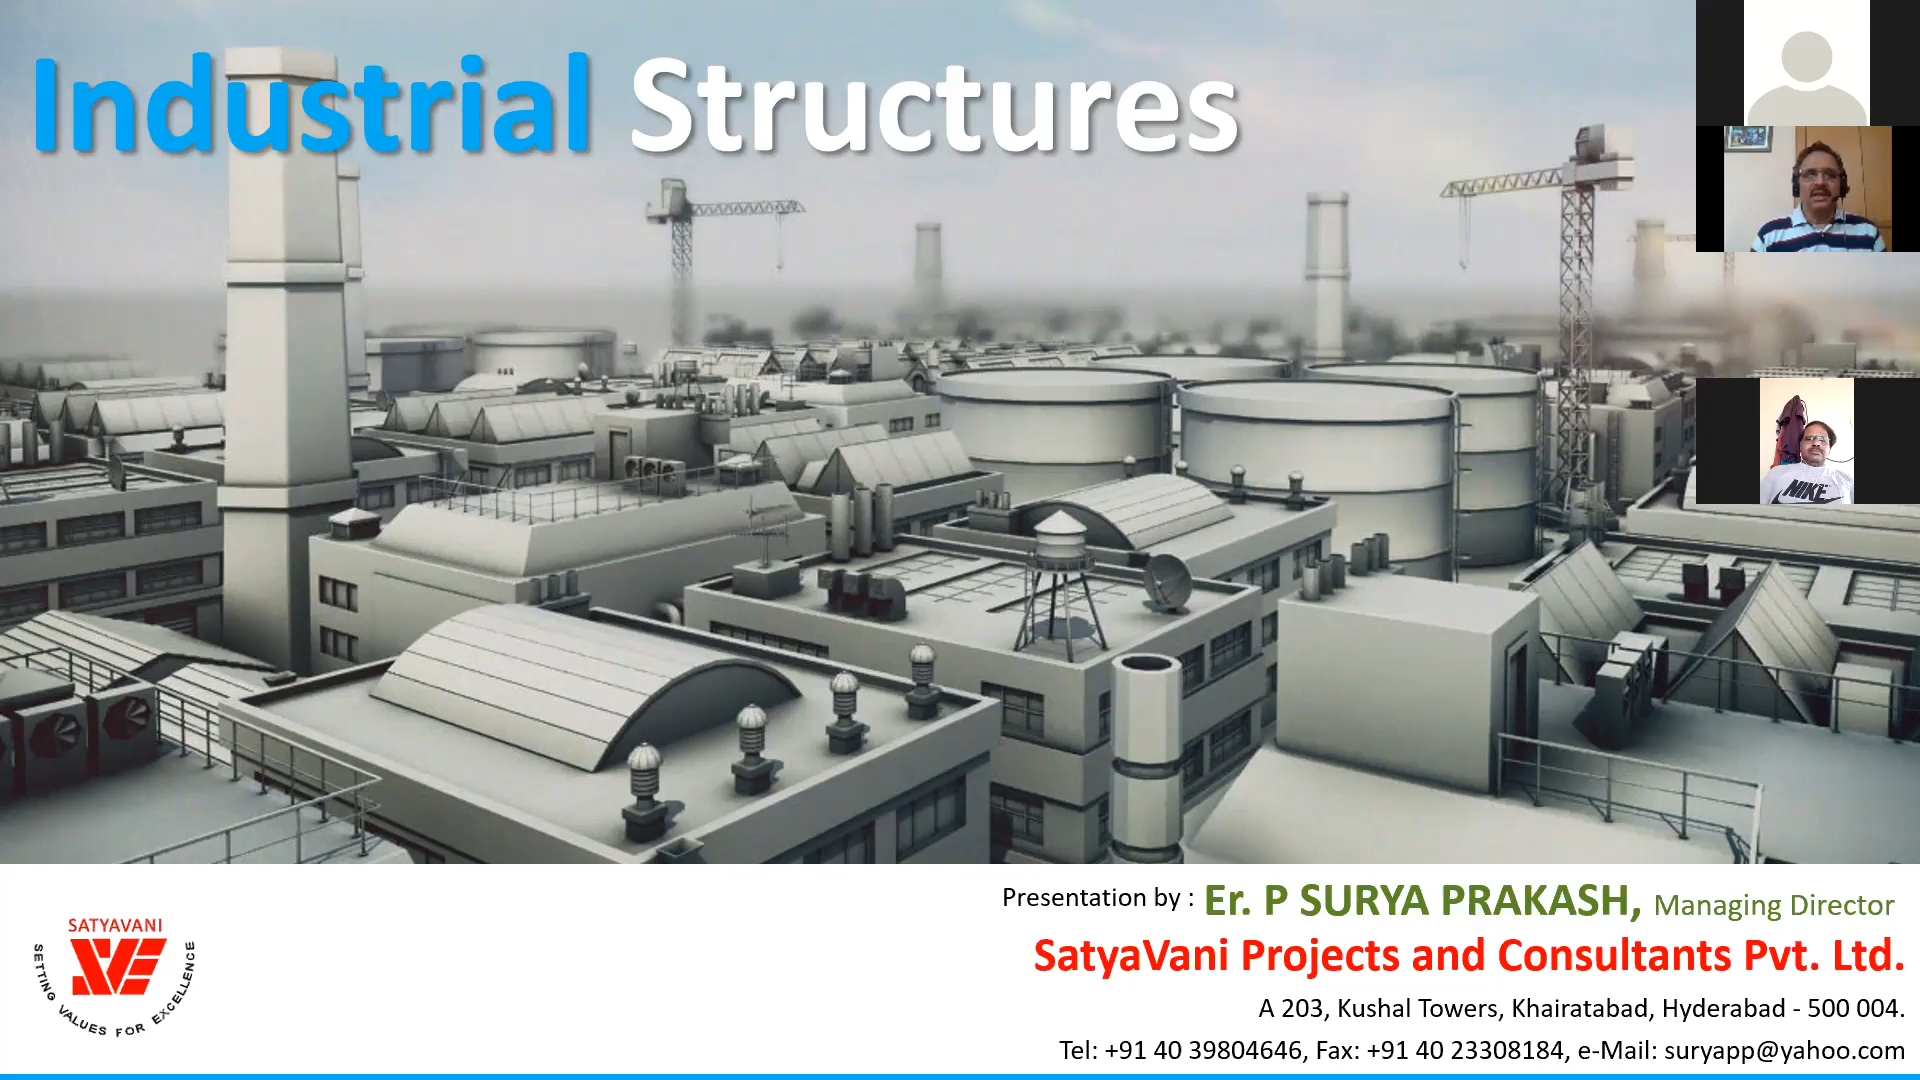 Industrial Structures
NIKE
Presentation by : Er. P SURYA PRAKASH, Managing Director
SatyaVani Projects and Consultants Pvt. Ltd.
A 203, Kushal Towers, Khairatabad, Hyderabad - 500 004.
Tel: +91 40 39804646, Fax: +91 40 23308184, e-Mail: suryapp@yahoo.com
SATYAVANI
SETTING VALUES FOR EXCELLENCE